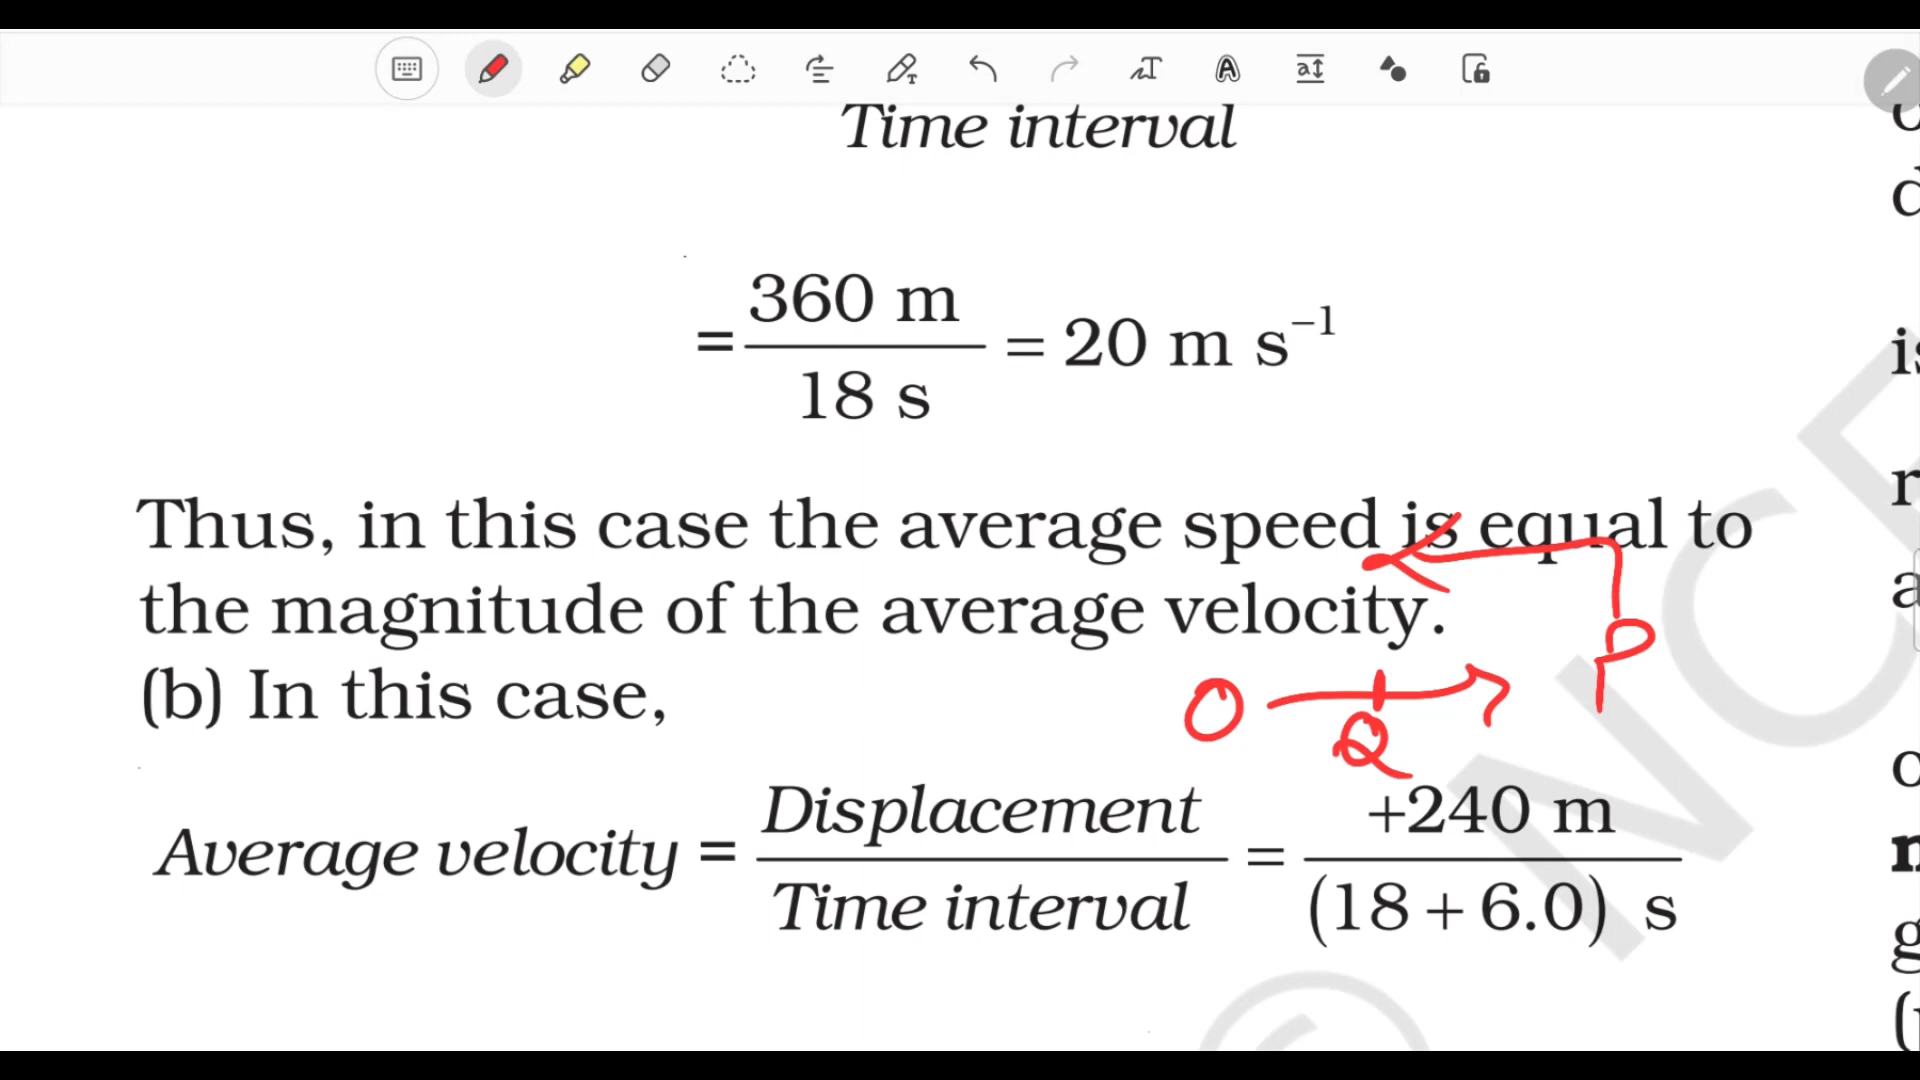 Time interval
= 360 m / 18 s = 20 m s⁻¹
Thus, in this case the average speed is equal to
the magnitude of the average velocity.
(b) In this case,
O Q P
Average velocity = Displacement / Time interval = +240 m / (18 + 6.0) s